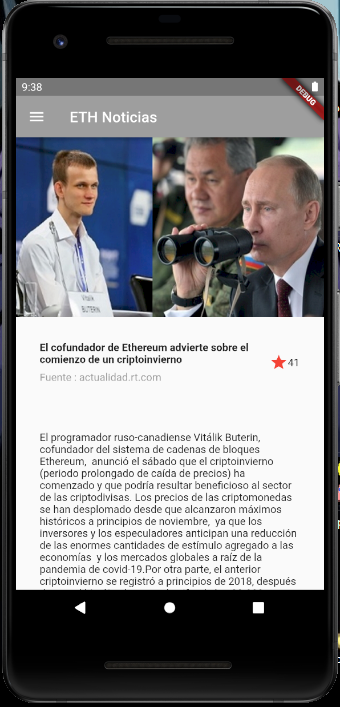 9:38
DEBUG
ETH Noticias
VITALIK
BUTERIN
El cofundador de Ethereum advierte sobre el
comienzo de un criptoinvierno
41
Fuente : actualidad.rt.com
El programador ruso-canadiense Vitálik Buterin,
cofundador del sistema de cadenas de bloques
Ethereum,  anunció el sábado que el criptoinvierno
(periodo prolongado de caída de precios) ha
comenzado y que podría resultar beneficioso al sector
de las criptodivisas. Los precios de las criptomonedas
se han desplomado desde que alcanzaron máximos
históricos a principios de noviembre,  ya que los
inversores y los especuladores anticipan una reducción
de las enormes cantidades de estímulo agregado a las
economías  y los mercados globales a raíz de la
pandemia de covid-19.Por otra parte, el anterior
criptoinvierno se registró a principios de 2018, después